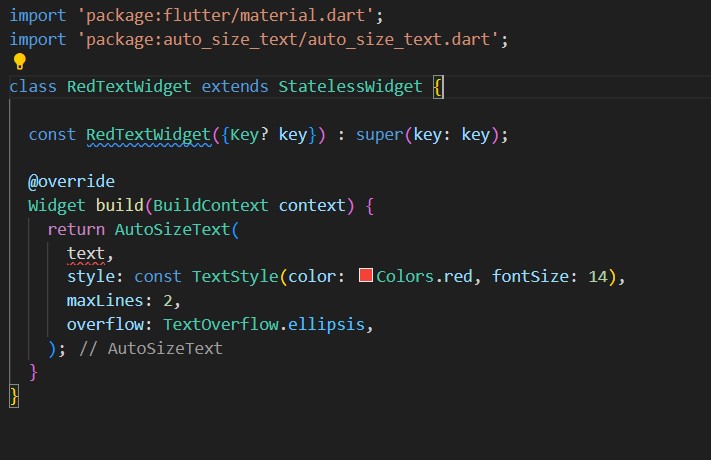 import 'package:flutter/material.dart';
import 'package:auto_size_text/auto_size_text.dart';
class RedTextWidget extends StatelessWidget {
const RedTextWidget({Key? key}) : super(key: key);
@override
Widget build(BuildContext context) {
return AutoSizeText(
text,
style: const TextStyle(color: Colors.red, fontSize: 14),
maxLines: 2,
overflow: TextOverflow.ellipsis,
); // AutoSizeText
}
}